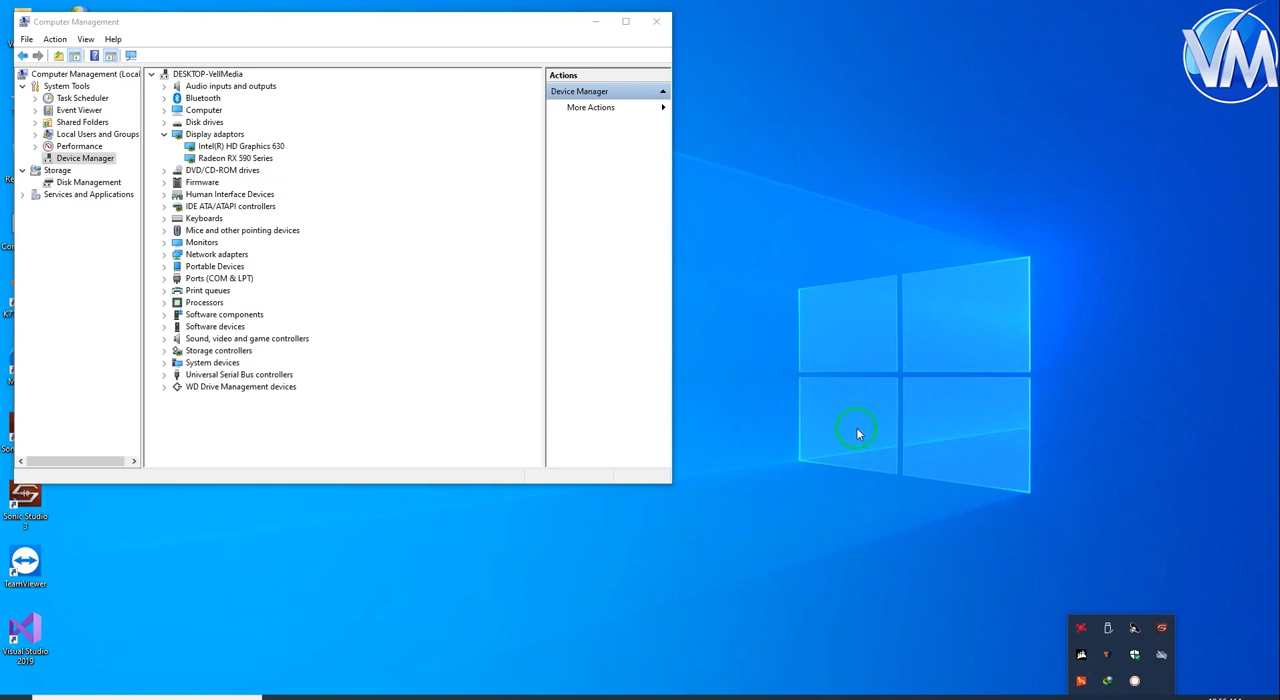 Computer Management
File Action View Help
Computer Management (Local
System Tools
Task Scheduler
Event Viewer
Shared Folders
Local Users and Groups
Performance
Device Manager
Storage
Disk Management
Services and Applications
DESKTOP-VellMedia
Audio inputs and outputs
Bluetooth
Computer
Disk drives
Display adaptors
Intel(R) HD Graphics 630
Radeon RX 590 Series
DVD/CD-ROM drives
Firmware
Human Interface Devices
IDE ATA/ATAPI controllers
Keyboards
Mice and other pointing devices
Monitors
Network adapters
Portable Devices
Ports (COM & LPT)
Print queues
Processors
Software components
Software devices
Sound, video and game controllers
Storage controllers
System devices
Universal Serial Bus controllers
WD Drive Management devices
Actions
Device Manager
More Actions
VM
Sonic Studio
3
TeamViewer
Visual Studio
2019